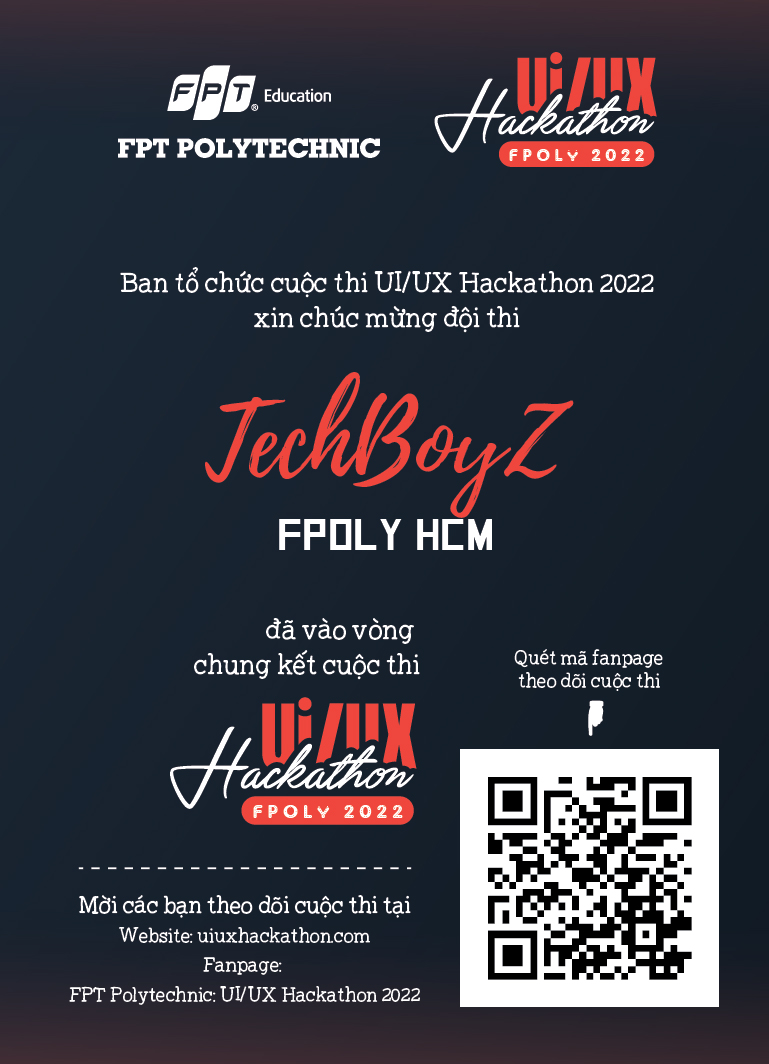 FPT Education
FPT POLYTECHNIC
Ui/UX
Hackathon
FPOLY 2022
Ban tổ chức cuộc thi UI/UX Hackathon 2022
xin chúc mừng đội thi
TechBoyZ
FPOLY HCM
đã vào vòng
chung kết cuộc thi
Ui/UX
Hackathon
FPOLY 2022
Quét mã fanpage
theo dõi cuộc thi
Mời các bạn theo dõi cuộc thi tại
Website: uiuxhackathon.com
Fanpage:
FPT Polytechnic: UI/UX Hackathon 2022